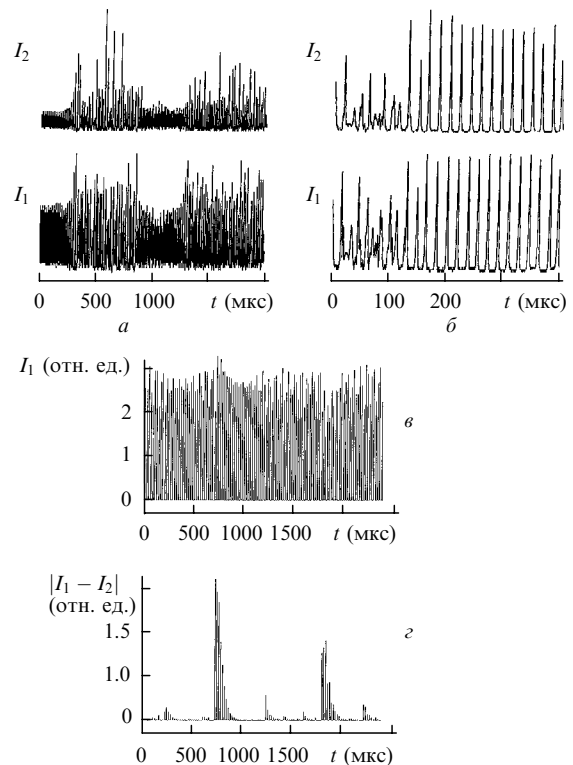 I₂
I₂
I₁
I₁
0 500 1000 t (мкс)
а
0 100 200 t (мкс)
б
I₁ (отн. ед.)
2
1
0
в
0 500 1000 1500 t (мкс)
|I₁ − I₂|
(отн. ед.)
1.5
1.0
0
г
0 500 1000 1500 t (мкс)